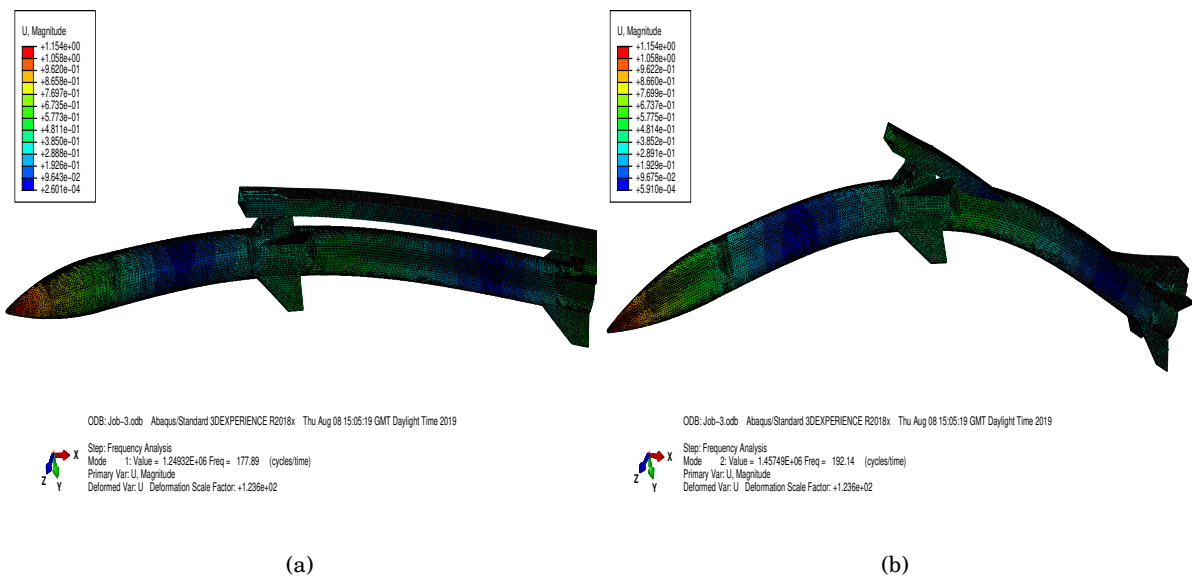 U, Magnitude
+1.154e+00
+1.058e+00
+9.620e−01
+8.658e−01
+7.697e−01
+6.735e−01
+5.773e−01
+4.811e−01
+3.850e−01
+2.888e−01
+1.926e−01
+9.643e−02
+2.601e−04
ODB: Job−3.odb Abaqus/Standard 3DEXPERIENCE R2018x Thu Aug 08 15:05:19 GMT Daylight Time 2019
X
Z
Y
Step: Frequency Analysis
Mode 1: Value = 1.24932E+06 Freq = 177.89 (cycles/time)
Primary Var: U, Magnitude
Deformed Var: U Deformation Scale Factor: +1.236e+02
(a)
U, Magnitude
+1.154e+00
+1.058e+00
+9.622e−01
+8.660e−01
+7.699e−01
+6.737e−01
+5.775e−01
+4.814e−01
+3.852e−01
+2.891e−01
+1.929e−01
+9.675e−02
+5.910e−04
ODB: Job−3.odb Abaqus/Standard 3DEXPERIENCE R2018x Thu Aug 08 15:05:19 GMT Daylight Time 2019
X
Z
Y
Step: Frequency Analysis
Mode 2: Value = 1.45749E+06 Freq = 192.14 (cycles/time)
Primary Var: U, Magnitude
Deformed Var: U Deformation Scale Factor: +1.236e+02
(b)